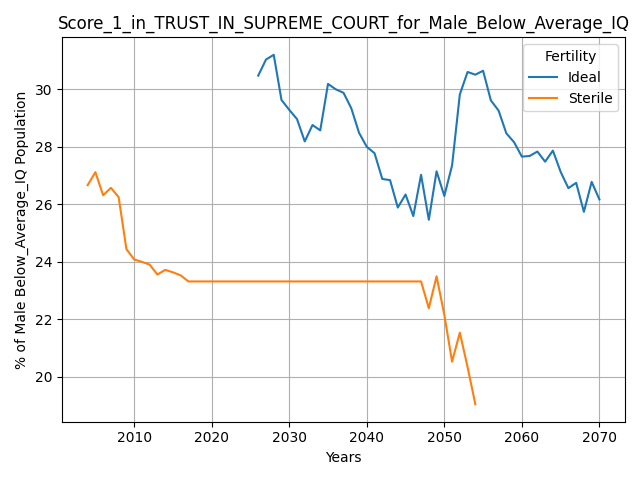 Score_1_in_TRUST_IN_SUPREME_COURT_for_Male_Below_Average_IQ
Fertility
Ideal
Sterile
% of Male Below_Average_IQ Population
30
28
26
24
22
20
2010 2020 2030 2040 2050 2060 2070
Years